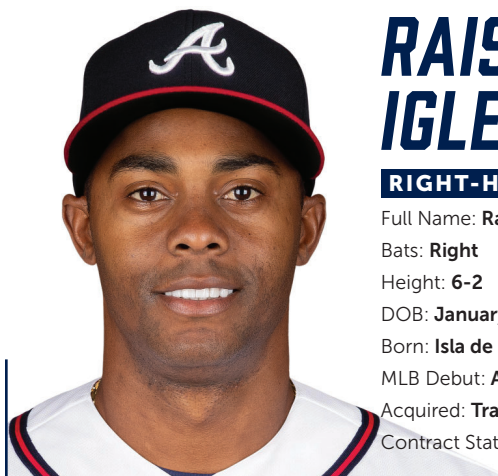 RAIS
IGLE
RIGHT-H
Full Name: Ra
Bats: Right
Height: 6-2
DOB: Januar
Born: Isla de
MLB Debut: A
Acquired: Tra
Contract Stat
A